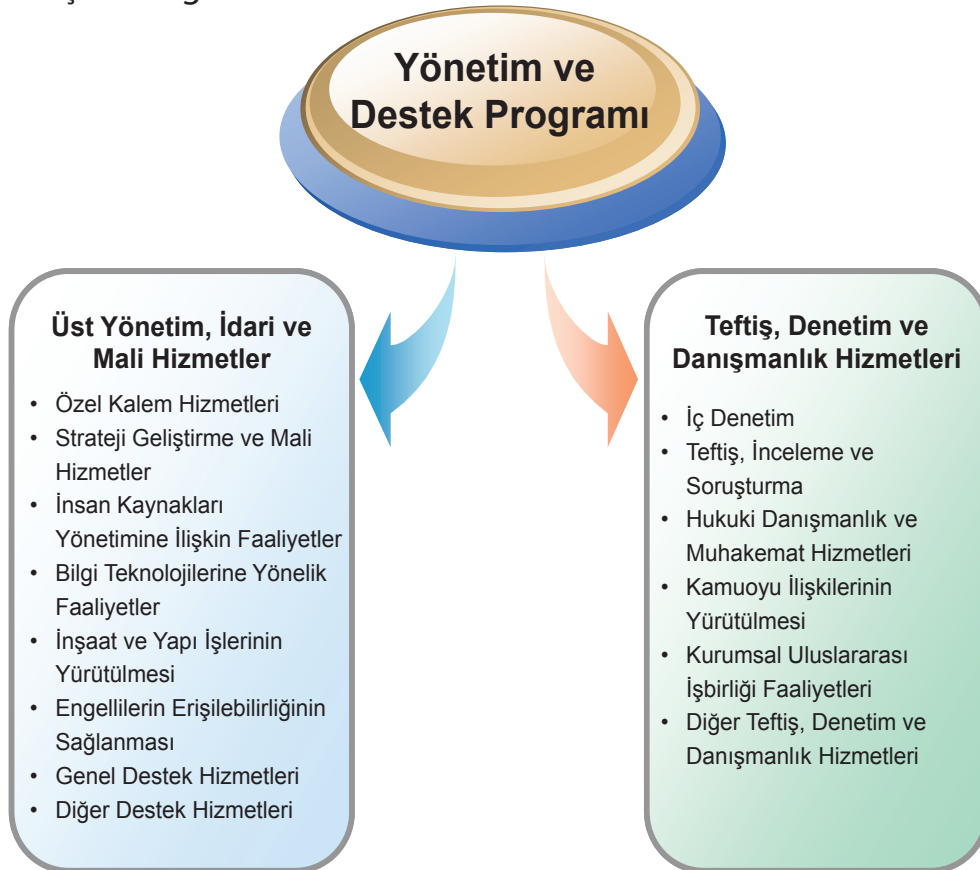 Yönetim ve
Destek Programı
Üst Yönetim, İdari ve
Mali Hizmetler
• Özel Kalem Hizmetleri
• Strateji Geliştirme ve Mali
Hizmetler
• İnsan Kaynakları
Yönetimine İlişkin Faaliyetler
• Bilgi Teknolojilerine Yönelik
Faaliyetler
• İnşaat ve Yapı İşlerinin
Yürütülmesi
• Engellilerin Erişilebilirliğinin
Sağlanması
• Genel Destek Hizmetleri
• Diğer Destek Hizmetleri
Teftiş, Denetim ve
Danışmanlık Hizmetleri
• İç Denetim
• Teftiş, İnceleme ve
Soruşturma
• Hukuki Danışmanlık ve
Muhakemat Hizmetleri
• Kamuoyu İlişkilerinin
Yürütülmesi
• Kurumsal Uluslararası
İşbirliği Faaliyetleri
• Diğer Teftiş, Denetim ve
Danışmanlık Hizmetleri